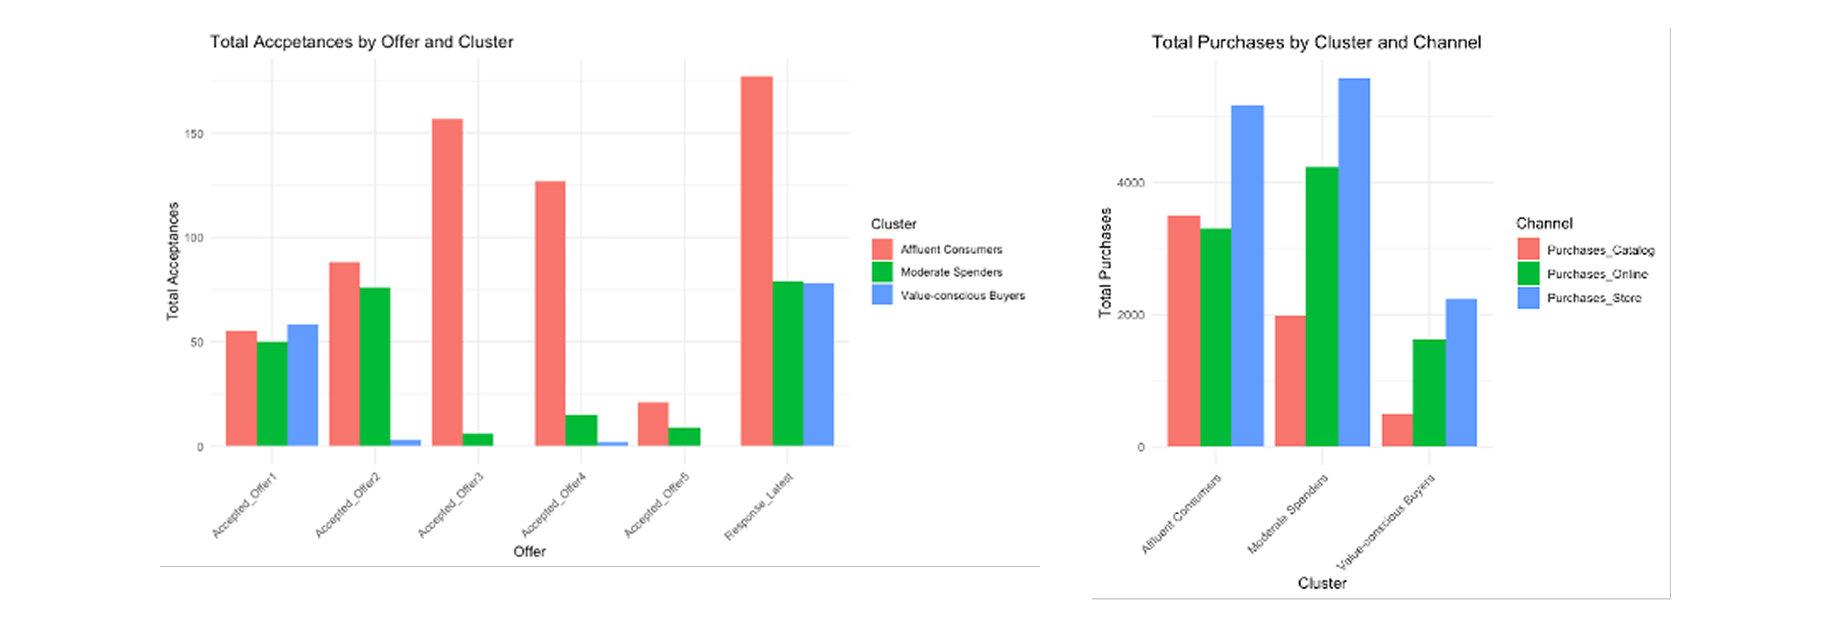 Total Accpetances by Offer and Cluster
Total Acceptances
150
100
50
0
Accepted_Offer1
Accepted_Offer2
Accepted_Offer3
Accepted_Offer4
Accepted_Offer5
Response_Latest
Offer
Cluster
Affluent Consumers
Moderate Spenders
Value-conscious Buyers
Total Purchases by Cluster and Channel
Total Purchases
4000
2000
0
Affluent Consumers
Moderate Spenders
Value-conscious Buyers
Cluster
Channel
Purchases_Catalog
Purchases_Online
Purchases_Store